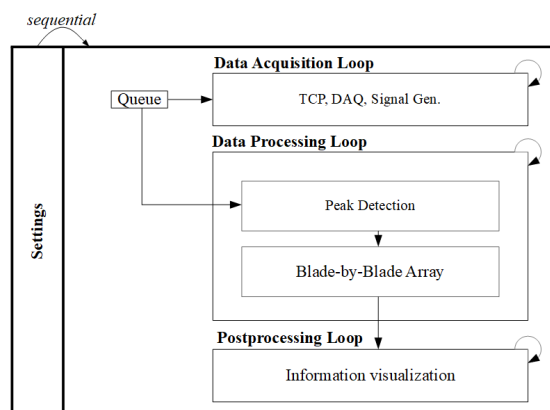 sequential
Data Acquisition Loop
Queue
TCP, DAQ, Signal Gen.
Data Processing Loop
Peak Detection
Settings
Blade-by-Blade Array
Postprocessing Loop
Information visualization